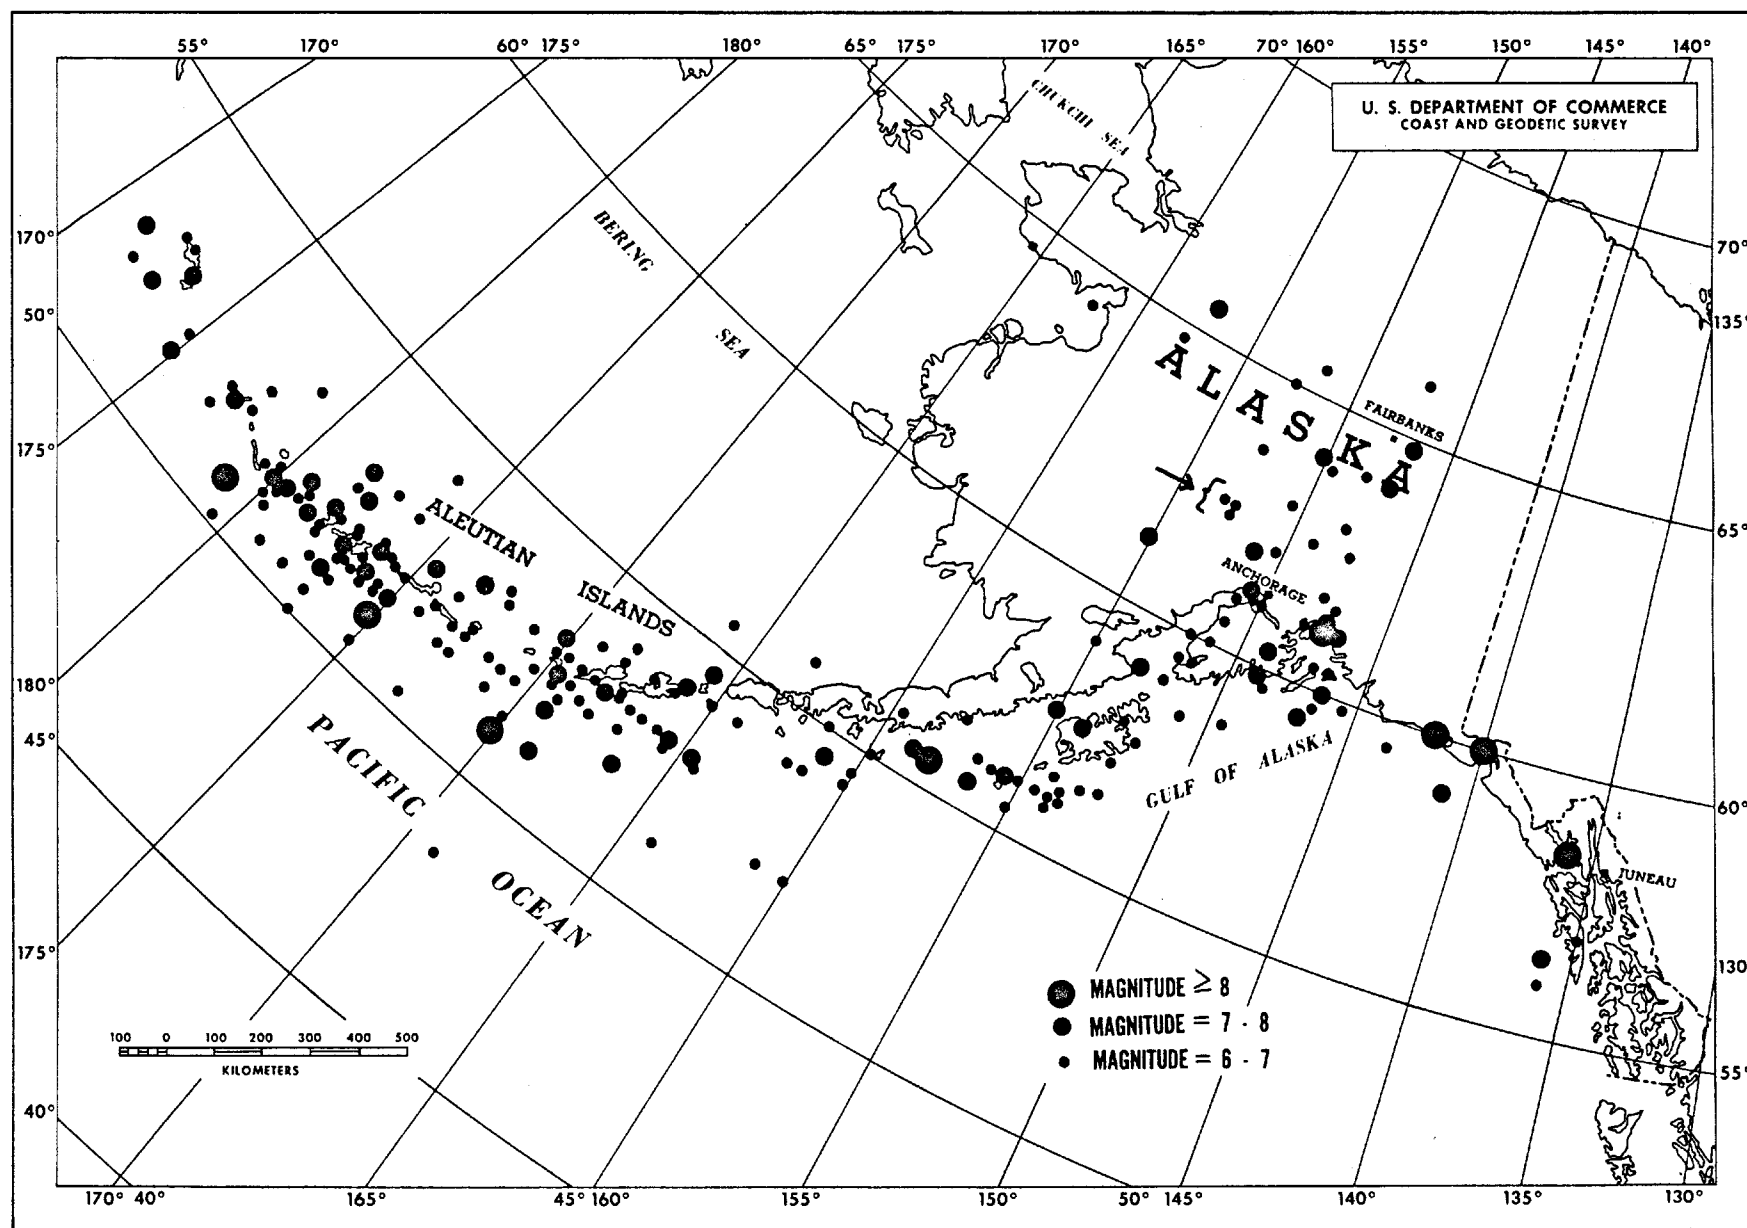 55° 170° 60° 175° 180° 65° 175° 170° 165° 70° 160° 155° 150° 145° 140°
U. S. DEPARTMENT OF COMMERCE
COAST AND GEODETIC SURVEY
CHUKCHI SEA
BERING
SEA
170°
70°
50°
135°
ALASKA
FAIRBANKS
175°
ALEUTIAN
ISLANDS
65°
ANCHORAGE
180°
PACIFIC
OCEAN
45°
GULF OF ALASKA
60°
JUNEAU
175°
130
MAGNITUDE ≥ 8
MAGNITUDE = 7 - 8
MAGNITUDE = 6 - 7
100 0 100 200 300 400 500
KILOMETERS
55°
40°
170° 40° 165° 45° 160° 155° 150° 50° 145° 140° 135° 130°